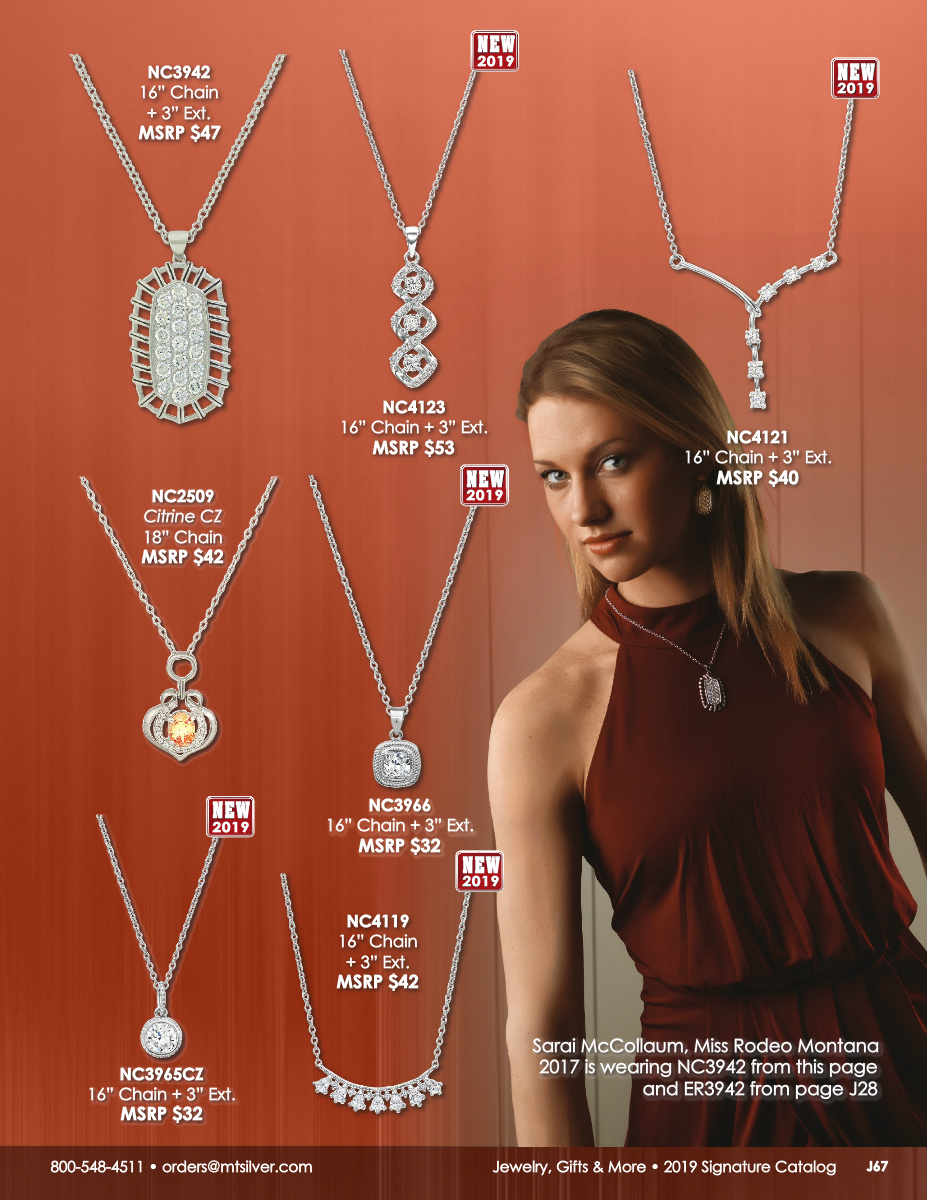 NC3942
16” Chain
+ 3” Ext.
MSRP $47
NEW
2019
NC4123
16” Chain + 3” Ext.
MSRP $53
NEW
2019
NC4121
16” Chain + 3” Ext.
MSRP $40
NC2509
Citrine CZ
18” Chain
MSRP $42
NEW
2019
NC3966
16” Chain + 3” Ext.
MSRP $32
NEW
2019
NC3965CZ
16” Chain + 3” Ext.
MSRP $32
NEW
2019
NC4119
16” Chain
+ 3” Ext.
MSRP $42
Sarai McCollaum, Miss Rodeo Montana
2017 is wearing NC3942 from this page
and ER3942 from page J28
800-548-4511 • orders@mtsilver.com
Jewelry, Gifts & More • 2019 Signature Catalog J67